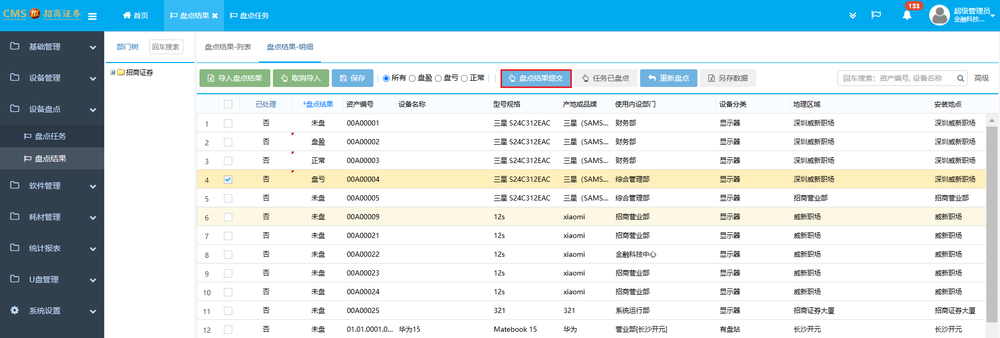 CMS 招商证券
首页
盘点结果
盘点任务
133
超级管理员
金融科技...
基础管理
设备管理
设备盘点
盘点任务
盘点结果
软件管理
耗材管理
统计报表
U盘管理
系统设置
部门树 回车搜索
招商证券
盘点结果-列表 盘点结果-明细
导入盘点结果 取消导入 保存 所有 盘盈 盘亏 正常 盘点结果提交 任务已盘点 重新盘点 另存数据 回车搜索：资产编号, 设备名称 高级
已处理 *盘点结果 资产编号 设备名称 型号规格 产地或品牌 使用内设部门 设备分类 地理区域 安装地点
1 否 未盘 00A00001 三星 S24C312EAC 三星（SAMS... 财务部 显示器 深圳威新职场 深圳威新职场
2 否 盘盈 00A00002 三星 S24C312EAC 三星（SAMS... 财务部 显示器 深圳威新职场 深圳威新职场
3 否 正常 00A00003 三星 S24C312EAC 三星（SAMS... 财务部 显示器 深圳威新职场 深圳威新职场
4 否 盘亏 00A00004 三星 S24C312EAC 三星（SAMS... 综合管理部 显示器 深圳威新职场 深圳威新职场
5 否 未盘 00A00005 三星 S24C312EAC 三星（SAMS... 综合管理部 显示器 招商营业部 招商营业部
6 否 未盘 00A00009 12s xiaomi 招商营业部 显示器 威新职场 威新职场
7 否 未盘 00A00021 12s xiaomi 招商营业部 显示器 威新职场 威新职场
8 否 未盘 00A00022 12s xiaomi 金融科技中心 显示器 威新职场 威新职场
9 否 未盘 00A00023 12s xiaomi 招商营业部 显示器 威新职场 威新职场
10 否 未盘 00A00024 12s xiaomi 招商营业部 显示器 威新职场 威新职场
11 否 未盘 00A00025 321 321 系统运行部 显示器 招商证券大厦 招商证券大厦
12 否 未盘 01.01.0001.0... 华为15 Matebook 15 华为 营业部[长沙开元] 有盘站 长沙开元 长沙开元